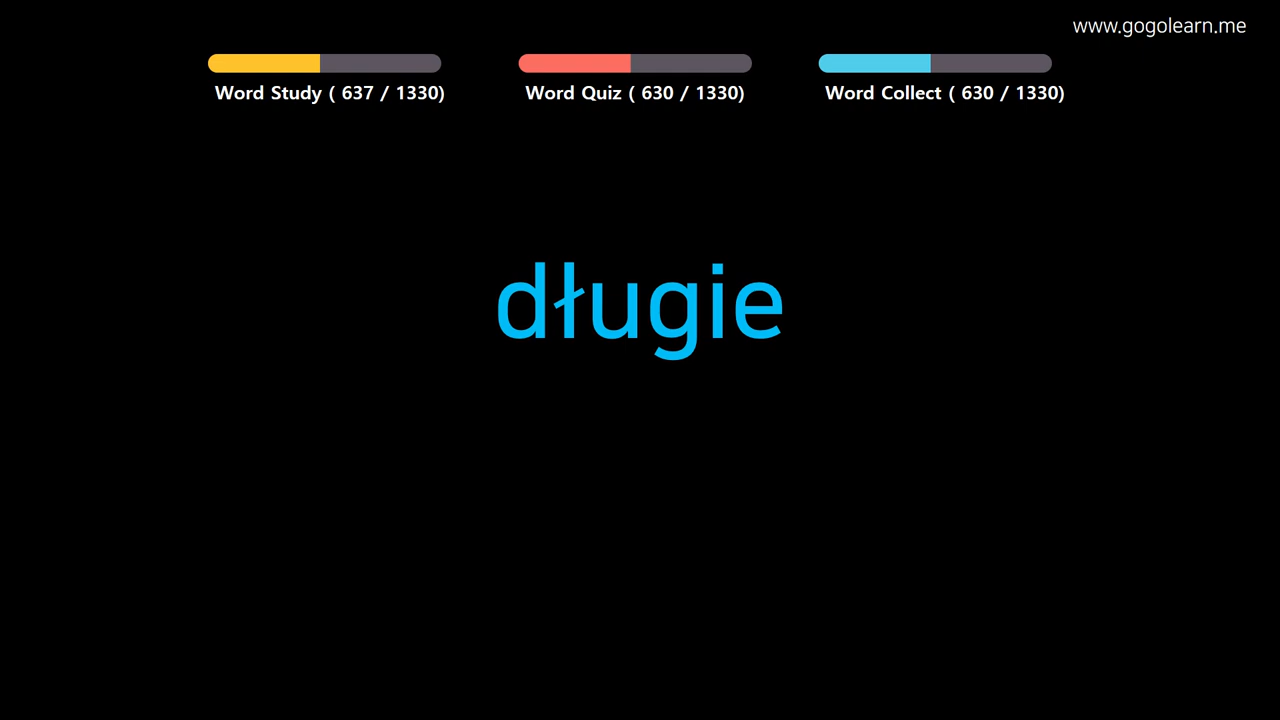 www.gogolearn.me
Word Study ( 637 / 1330)
Word Quiz ( 630 / 1330)
Word Collect ( 630 / 1330)
długie